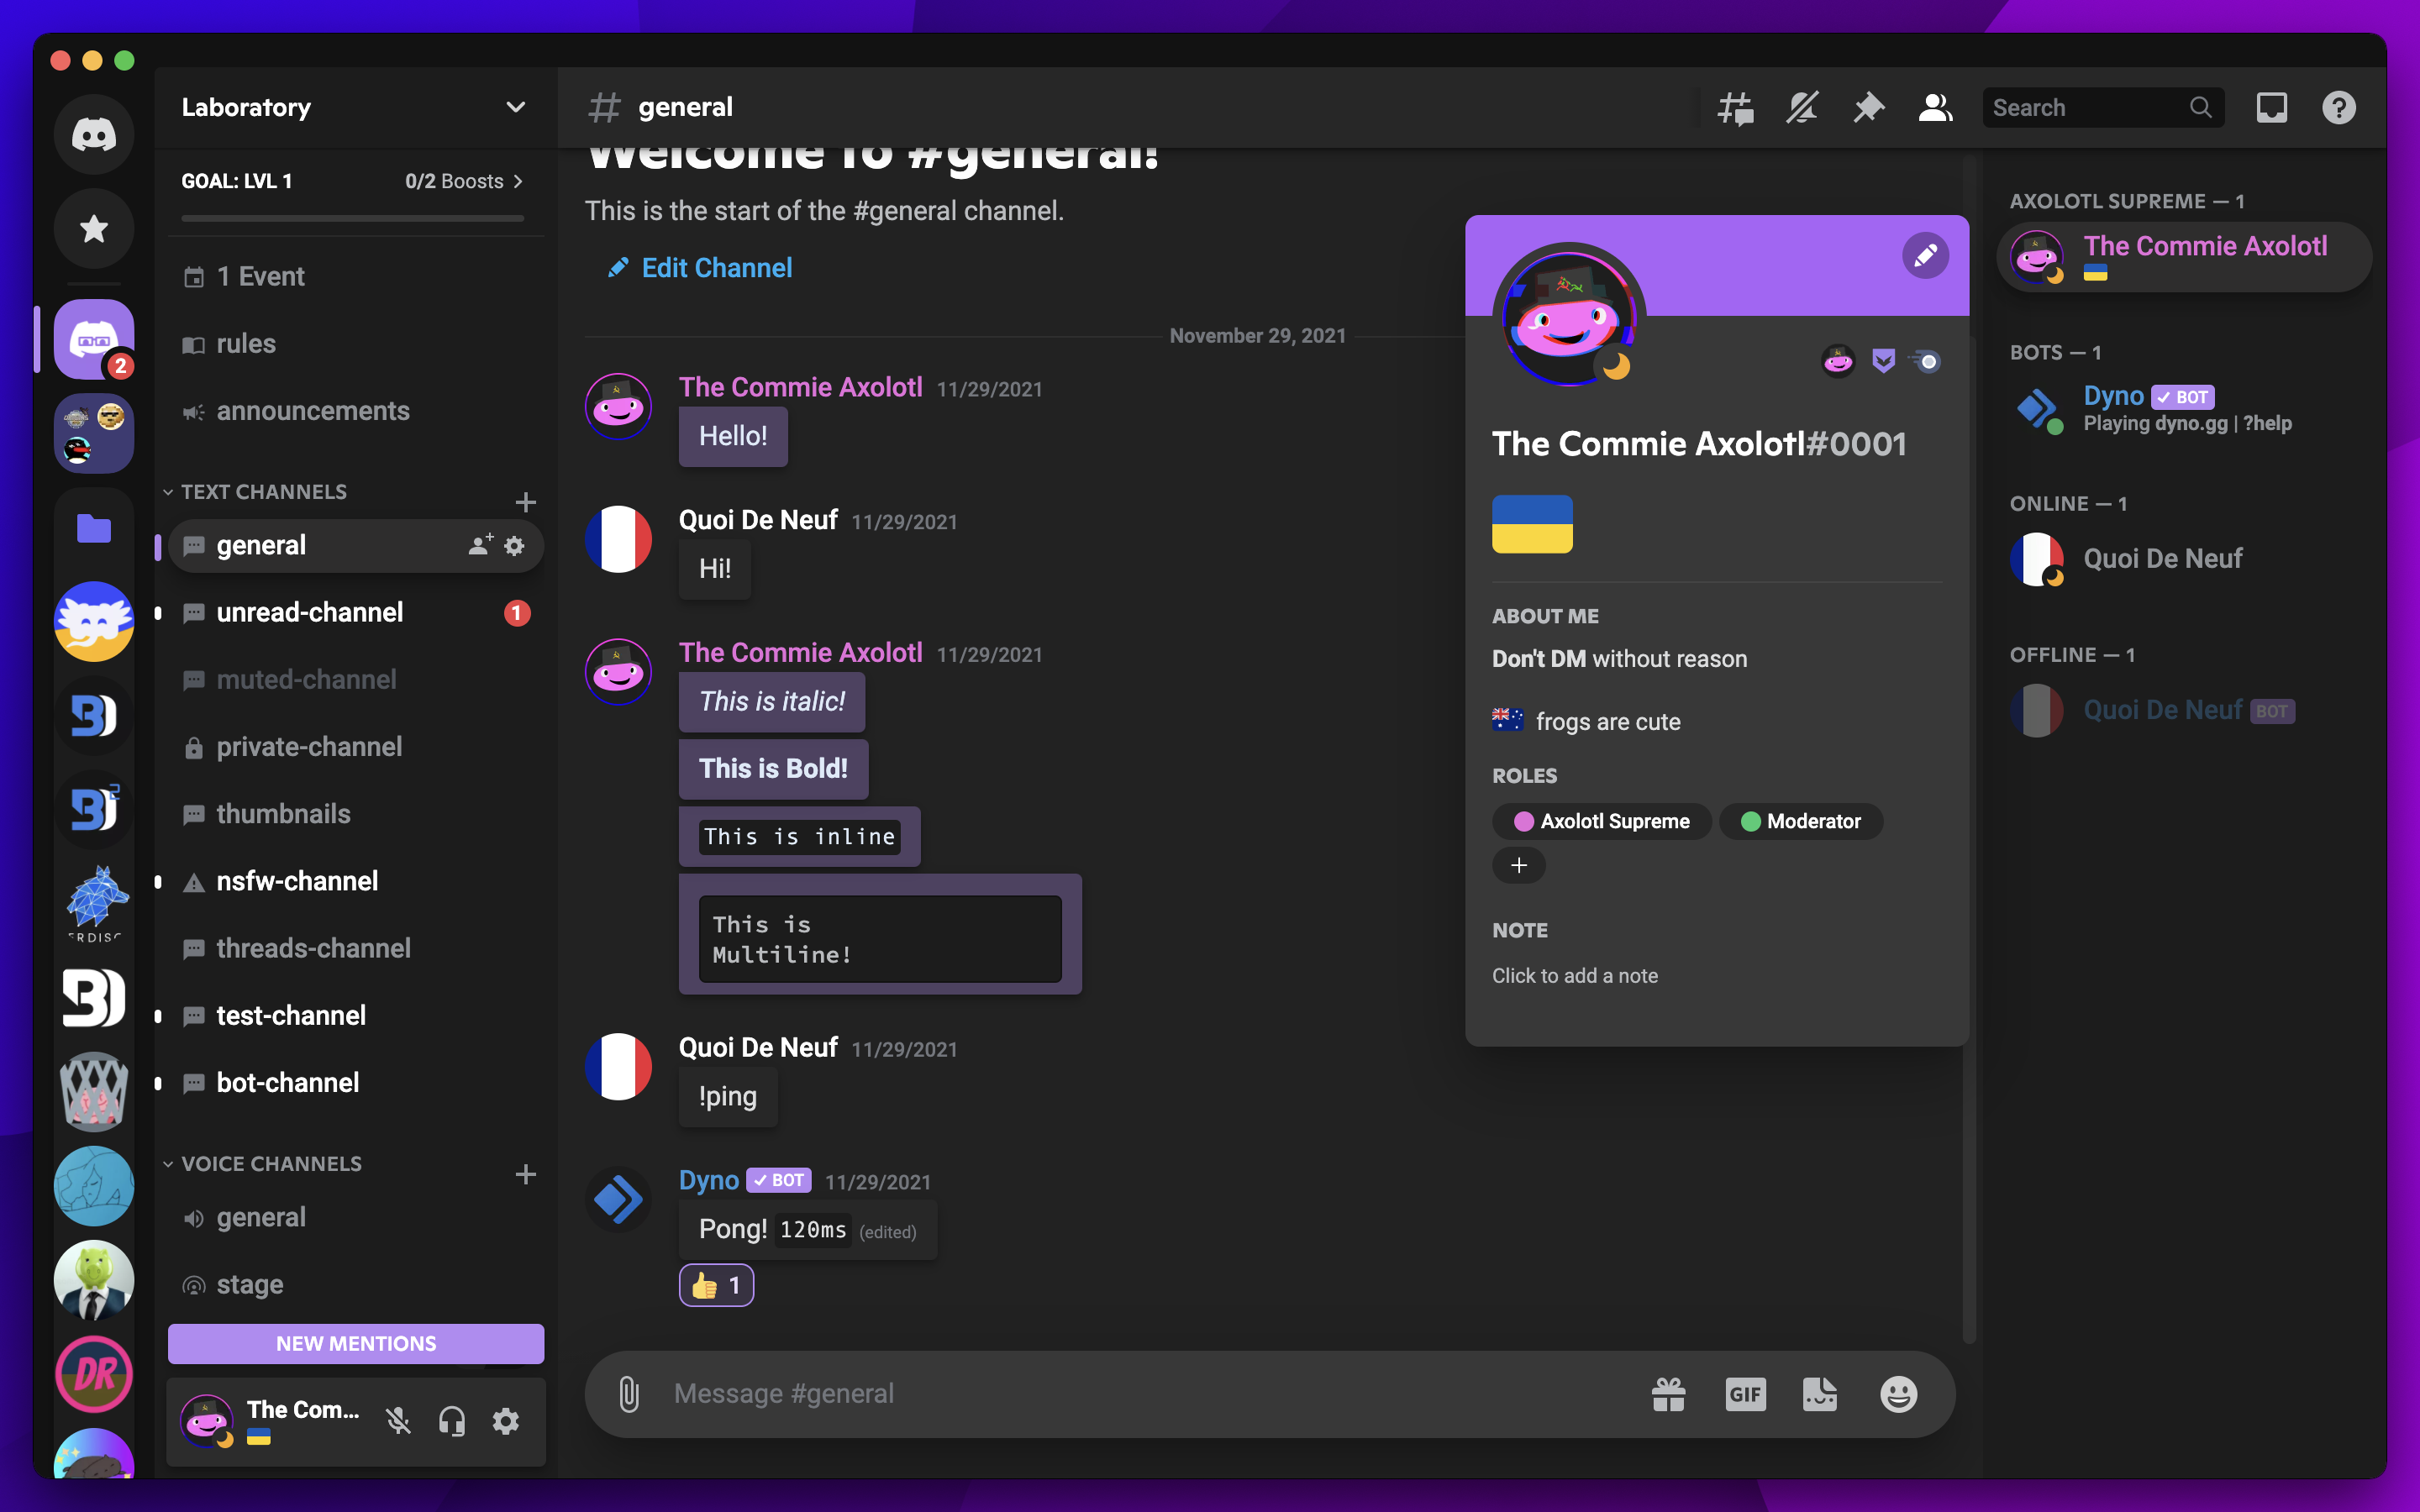 Laboratory
GOAL: LVL 1 0/2 Boosts
1 Event
rules
announcements
TEXT CHANNELS
general
unread-channel 1
muted-channel
private-channel
thumbnails
nsfw-channel
threads-channel
test-channel
bot-channel
VOICE CHANNELS
general
stage
NEW MENTIONS
The Com...
2
2
DR
general
Search
Welcome to #general!
This is the start of the #general channel.
Edit Channel
November 29, 2021
The Commie Axolotl 11/29/2021
Hello!
Quoi De Neuf 11/29/2021
Hi!
The Commie Axolotl 11/29/2021
This is italic!
This is Bold!
This is inline
This is
Multiline!
Quoi De Neuf 11/29/2021
!ping
Dyno BOT 11/29/2021
Pong! 120ms (edited)
1
Message #general
GIF
The Commie Axolotl#0001
ABOUT ME
Don't DM without reason
frogs are cute
ROLES
Axolotl Supreme Moderator
NOTE
Click to add a note
AXOLOTL SUPREME — 1
The Commie Axolotl
BOTS — 1
Dyno BOT
Playing dyno.gg | ?help
ONLINE — 1
Quoi De Neuf
OFFLINE — 1
Quoi De Neuf BOT